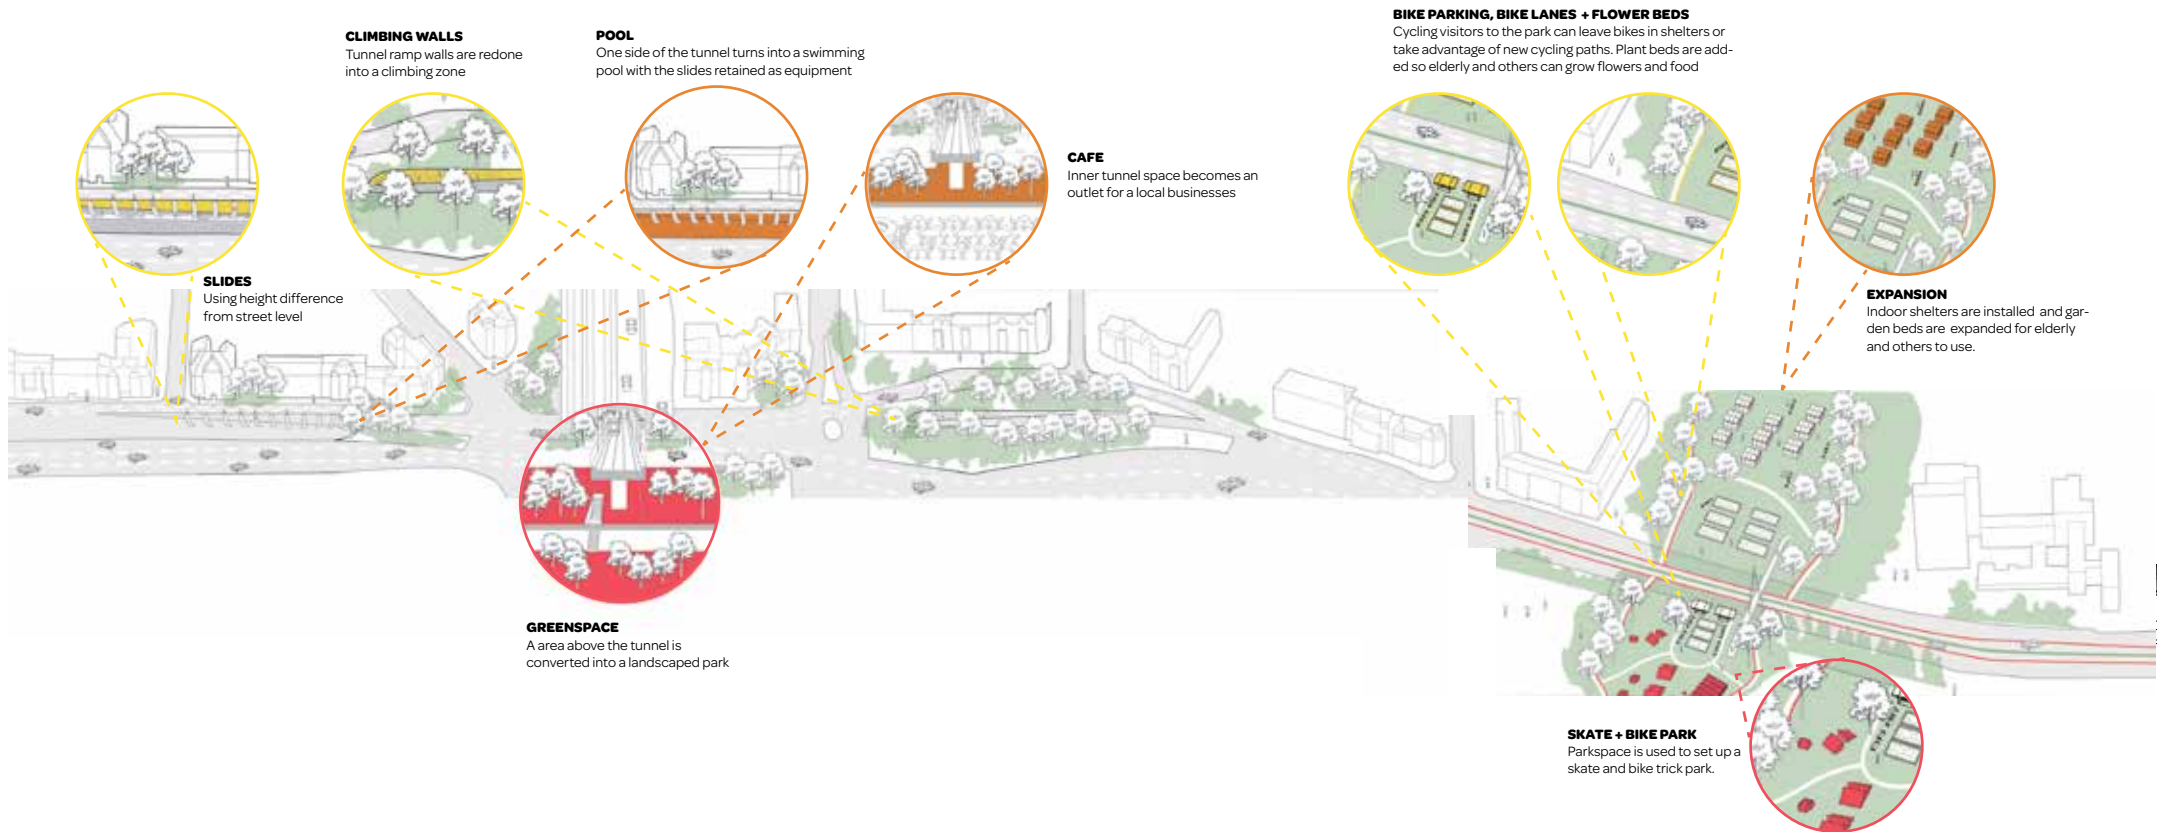 CLIMBING WALLS
Tunnel ramp walls are redone
into a climbing zone
POOL
One side of the tunnel turns into a swimming
pool with the slides retained as equipment
BIKE PARKING, BIKE LANES + FLOWER BEDS
Cycling visitors to the park can leave bikes in shelters or
take advantage of new cycling paths. Plant beds are add-
ed so elderly and others can grow flowers and food
CAFE
Inner tunnel space becomes an
outlet for a local businesses
SLIDES
Using height difference
from street level
EXPANSION
Indoor shelters are installed and gar-
den beds are expanded for elderly
and others to use.
GREENSPACE
A area above the tunnel is
converted into a landscaped park
SKATE + BIKE PARK
Parkspace is used to set up a
skate and bike trick park.